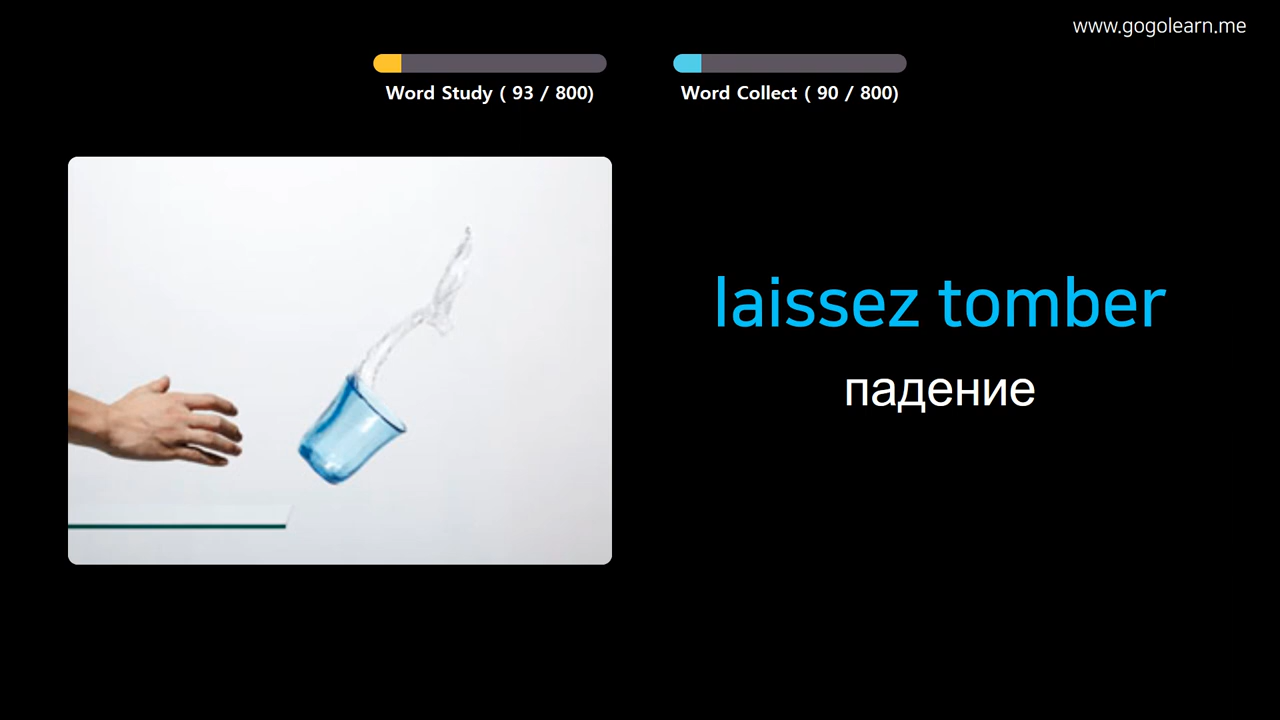 www.gogolearn.me
Word Study ( 93 / 800)
Word Collect ( 90 / 800)
laissez tomber
падение